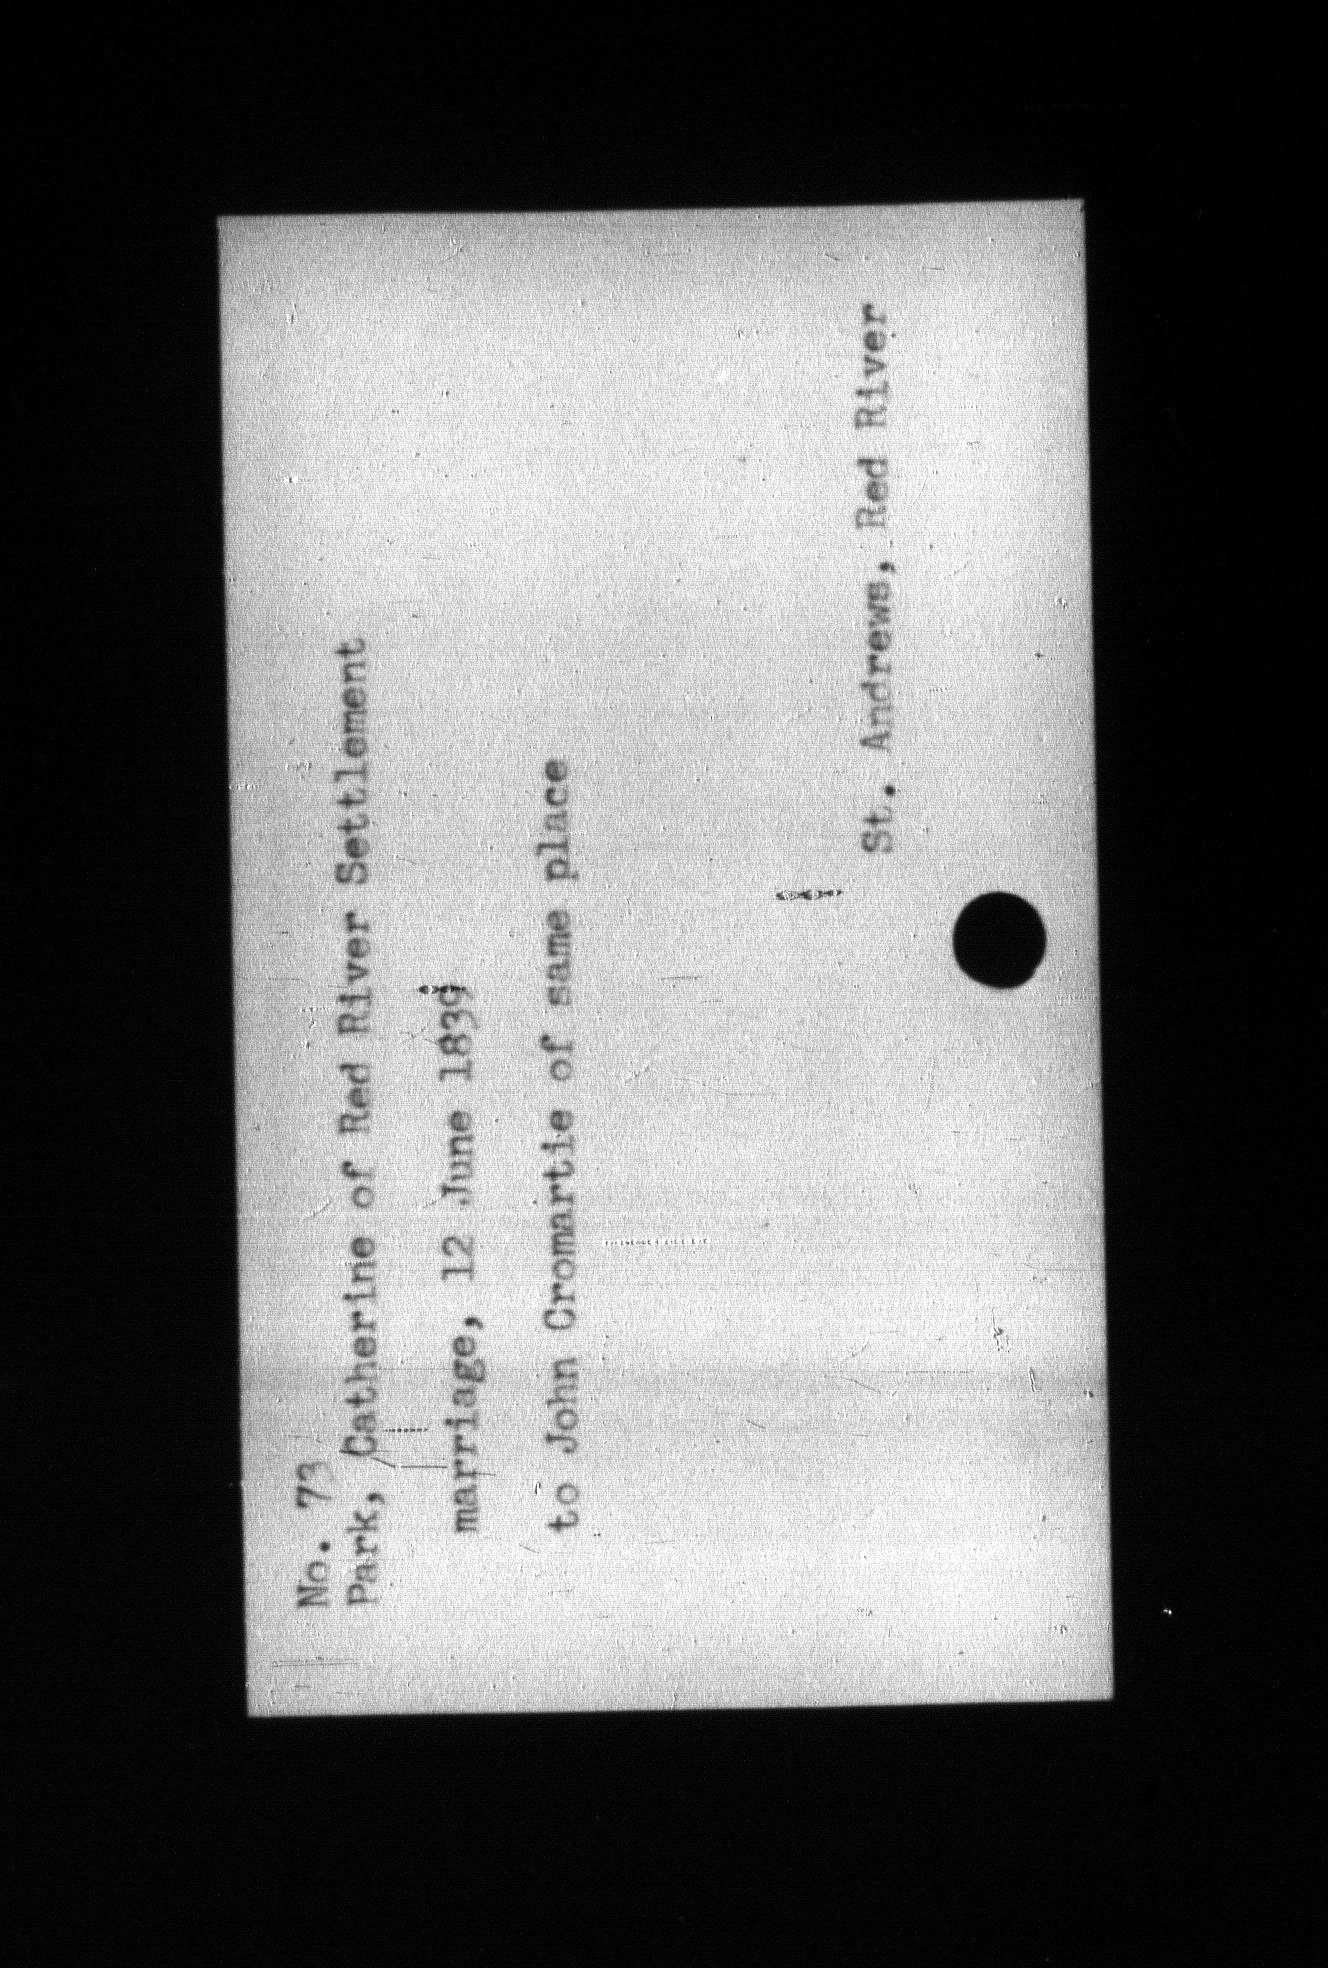 No. 73
Park, Catherine of Red River Settlement
marriage, 12 June 1839
to John Cromartie of same place
St. Andrews, Red River